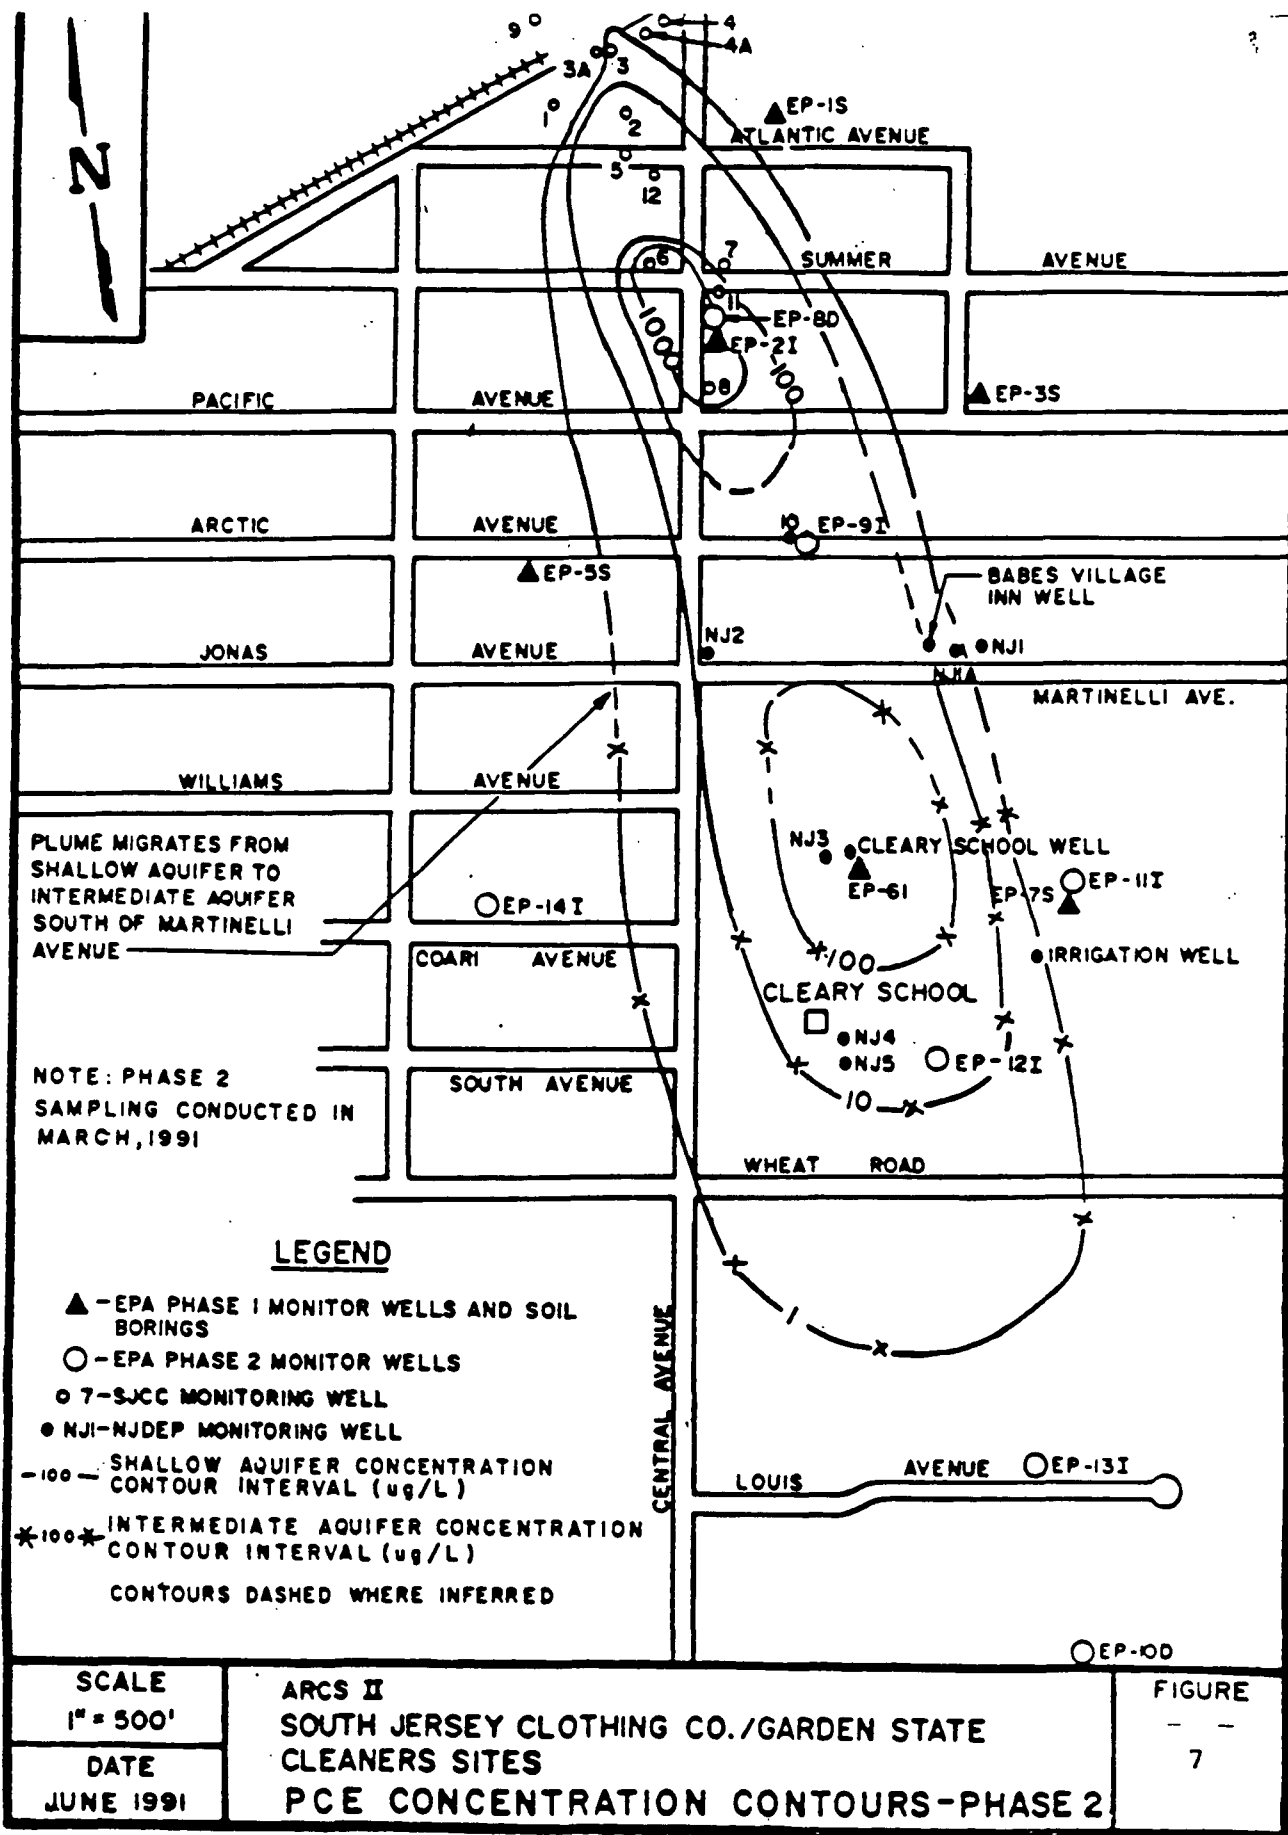 9
4
4A
3A
3
1
2
EP-1S
ATLANTIC AVENUE
N
5
12
6
7
SUMMER AVENUE
11
EP-8D
100
EP-2I
100
8
EP-3S
PACIFIC AVENUE
10
EP-9I
ARCTIC AVENUE
EP-5S
BABES VILLAGE
INN WELL
NJ2
NJ1
JONAS AVENUE
MARTINELLI AVE.
WILLIAMS AVENUE
PLUME MIGRATES FROM
SHALLOW AQUIFER TO
INTERMEDIATE AQUIFER
SOUTH OF MARTINELLI
AVENUE
NJ3
CLEARY SCHOOL WELL
EP-6I
EP-7S
EP-11I
EP-14I
COARI AVENUE
100
IRRIGATION WELL
CLEARY SCHOOL
NJ4
NJ5
EP-12I
10
NOTE: PHASE 2
SAMPLING CONDUCTED IN
MARCH, 1991
SOUTH AVENUE
WHEAT ROAD
1
LEGEND
-EPA PHASE 1 MONITOR WELLS AND SOIL
BORINGS
-EPA PHASE 2 MONITOR WELLS
7-SJCC MONITORING WELL
NJ1-NJDEP MONITORING WELL
-100- SHALLOW AQUIFER CONCENTRATION
CONTOUR INTERVAL (ug/L)
*100* INTERMEDIATE AQUIFER CONCENTRATION
CONTOUR INTERVAL (ug/L)
CONTOURS DASHED WHERE INFERRED
CENTRAL AVENUE
LOUIS AVENUE
EP-13I
EP-10D
SCALE
1" = 500'
DATE
JUNE 1991
ARCS II
SOUTH JERSEY CLOTHING CO./GARDEN STATE
CLEANERS SITES
PCE CONCENTRATION CONTOURS-PHASE 2
FIGURE
- -
7